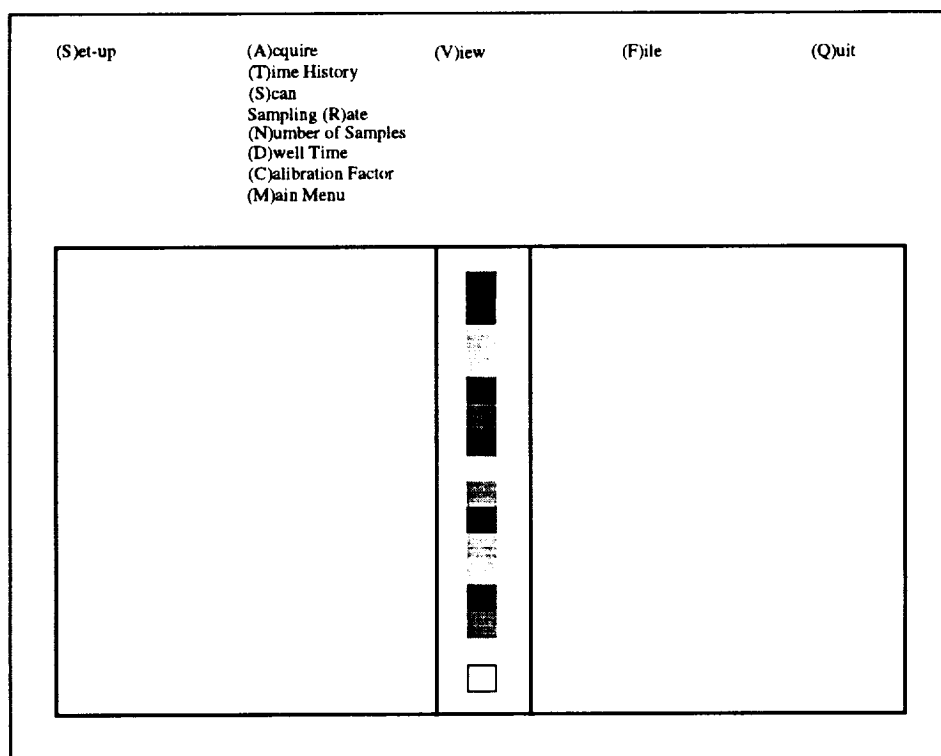 (S)et-up (A)cquire (V)iew (F)ile (Q)uit
(T)ime History
(S)can
Sampling (R)ate
(N)umber of Samples
(D)well Time
(C)alibration Factor
(M)ain Menu